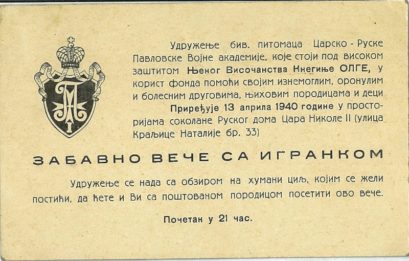 Удружење бив. питомаца Царско-Руске
Павловске Војне академије, које стоји под високом
заштитом Њеног Височанства Кнегиње ОЛГЕ, у
корист фонда помоћи својим изнемоглим, оронулим
и болесним друговима, њиховим породицама и деци
Приређује 13 априла 1940 године у просто-
ријама соколане Руског дома Цара Николе II (улица
Краљице Наталије бр. 33)
ЗАБАВНО ВЕЧЕ СА ИГРАНКОМ
Удружење се нада са обзиром на хумани циљ, којим се жели
постићи, да ћете и Ви са поштованом породицом посетити ово вече.
Почетак у 21 час.